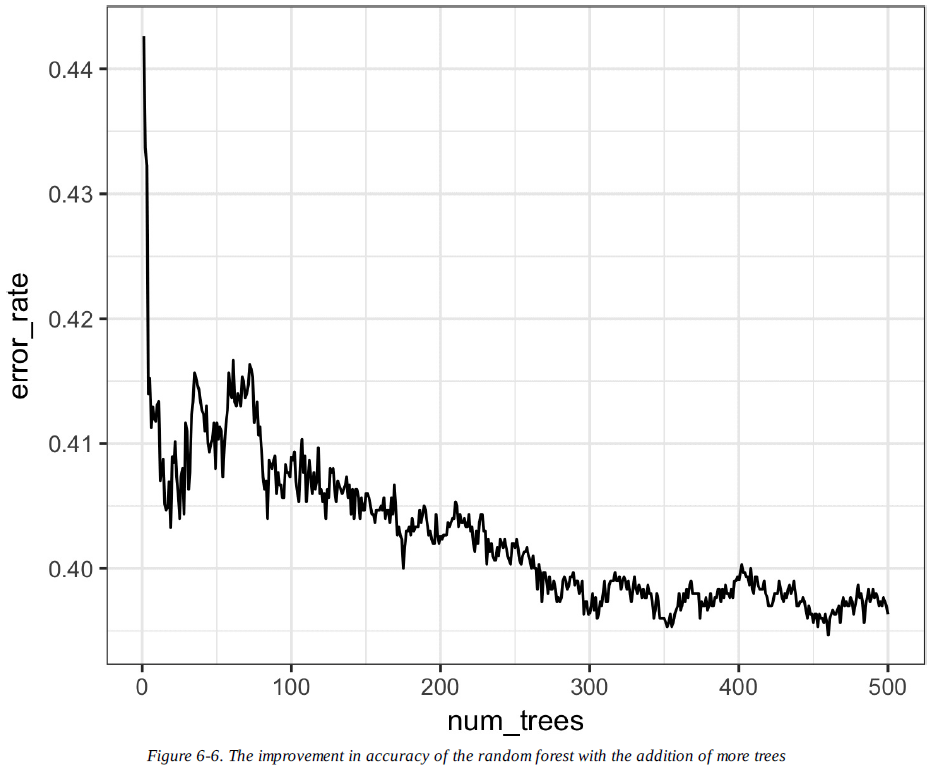 0.44
0.43
0.42
0.41
0.40
error_rate
0 100 200 300 400 500
num_trees
Figure 6-6. The improvement in accuracy of the random forest with the addition of more trees